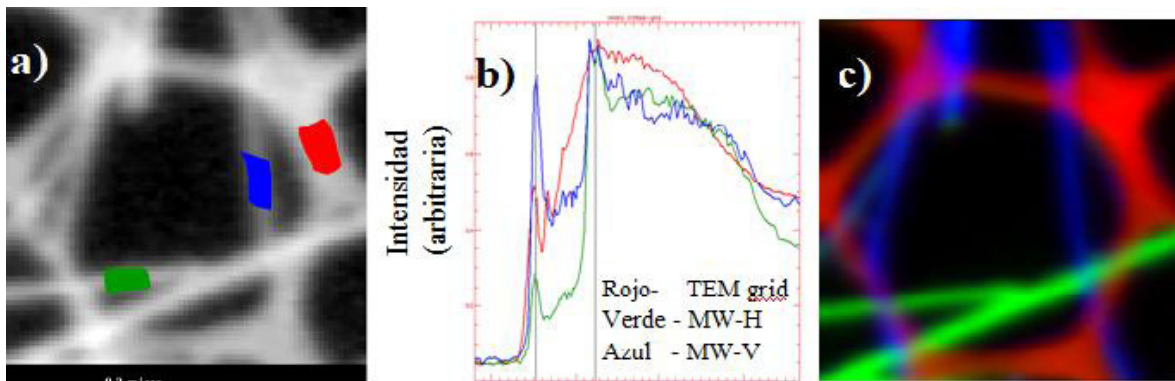 a)
b)
c)
Intensidad
(arbitraria)
Rojo- TEM grid
Verde - MW-H
Azul - MW-V